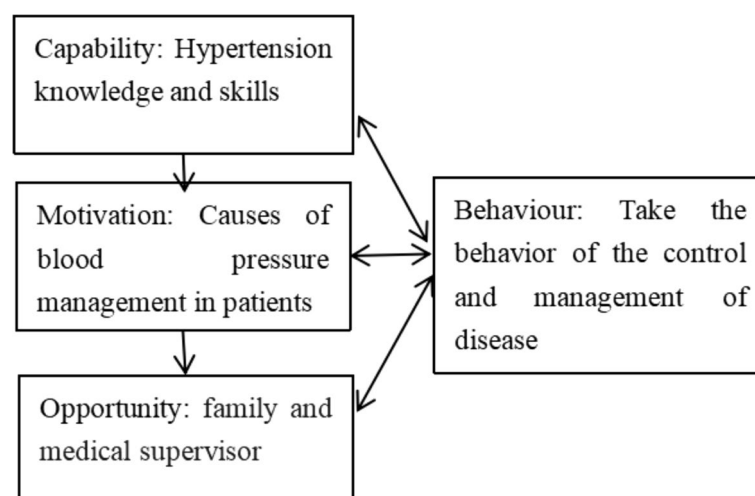 Capability: Hypertension
knowledge and skills
Motivation: Causes of
blood pressure
management in patients
Opportunity: family and
medical supervisor
Behaviour: Take the
behavior of the control
and management of
disease